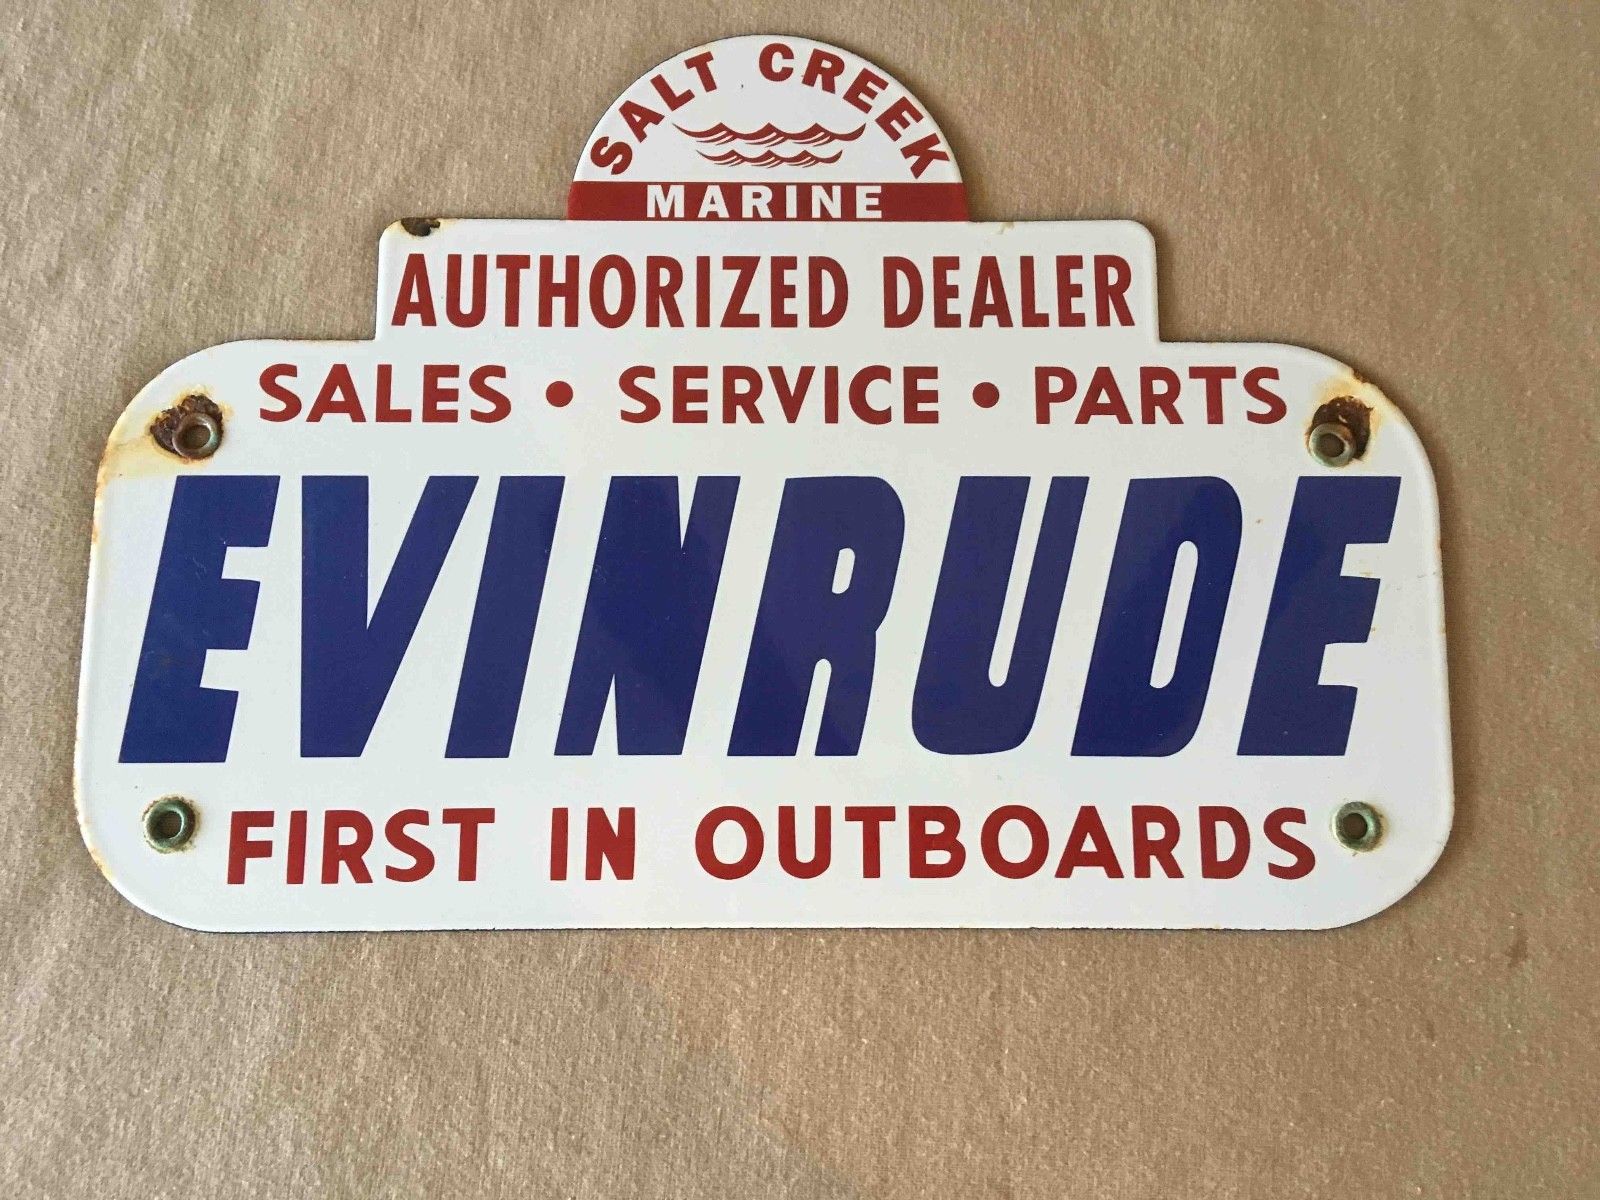 SALT CREEK
MARINE
AUTHORIZED DEALER
SALES • SERVICE • PARTS
EVINRUDE
FIRST IN OUTBOARDS